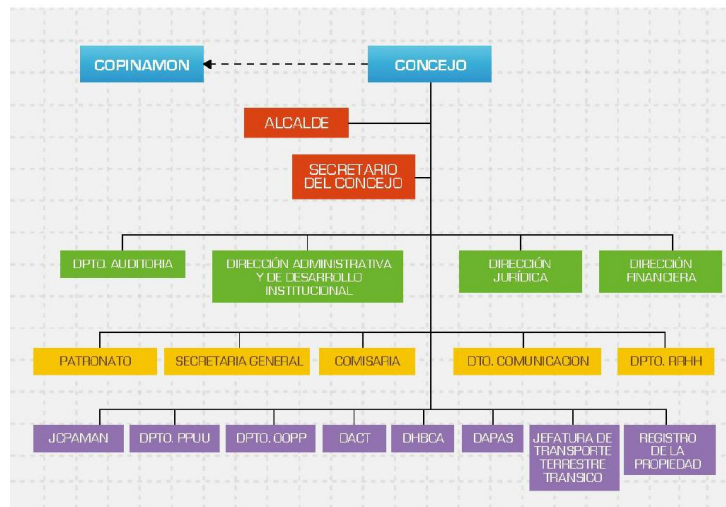 COPINAMON
CONCEJO
ALCALDE
SECRETARIO
DEL CONCEJO
DPTO. AUDITORIA
DIRECCIÓN ADMINISTRATIVA
Y DE DESARROLLO
INSTITUCIONAL
DIRECCIÓN
JURÍDICA
DIRECCIÓN
FINANCIERA
PATRONATO
SECRETARIA GENERAL
COMISARIA
DTO. COMUNICACION
DPTO. RRHH
JCPAMAN
DPTO. PPUU
DPTO. OOPP
DACT
DHBCA
DAPAS
JEFATURA DE
TRANSPORTE
TERRESTRE
TRANSICO
REGISTRO
DE LA
PROPIEDAD